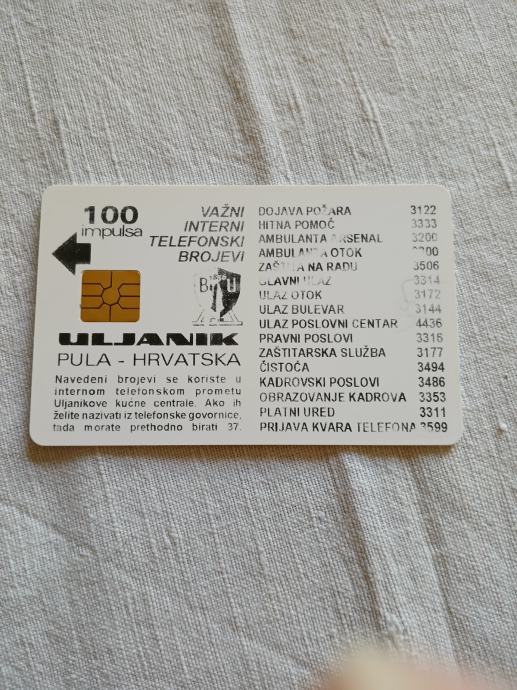 100
impulsa
VAŽNI
INTERNI
TELEFONSKI
BROJEVI
ULJANIK
PULA - HRVATSKA
Navedeni brojevi se koriste u
internom telefonskom prometu
Uljanikove kućne centrale. Ako ih
želite nazivati iz telefonske govornice,
tada morate prethodno birati 37.
DOJAVA POŽARA 3122
HITNA POMOĆ 3333
AMBULANTA ARSENAL 3200
AMBULANTA OTOK
ZAŠTITA NA RADU 3506
GLAVNI ULAZ 3314
ULAZ OTOK 3172
ULAZ BULEVAR 3144
ULAZ POSLOVNI CENTAR 4436
PRAVNI POSLOVI 3316
ZAŠTITARSKA SLUŽBA 3177
ČISTOĆA 3494
KADROVSKI POSLOVI 3486
OBRAZOVANJE KADROVA 3353
PLATNI URED 3311
PRIJAVA KVARA TELEFONA 3599